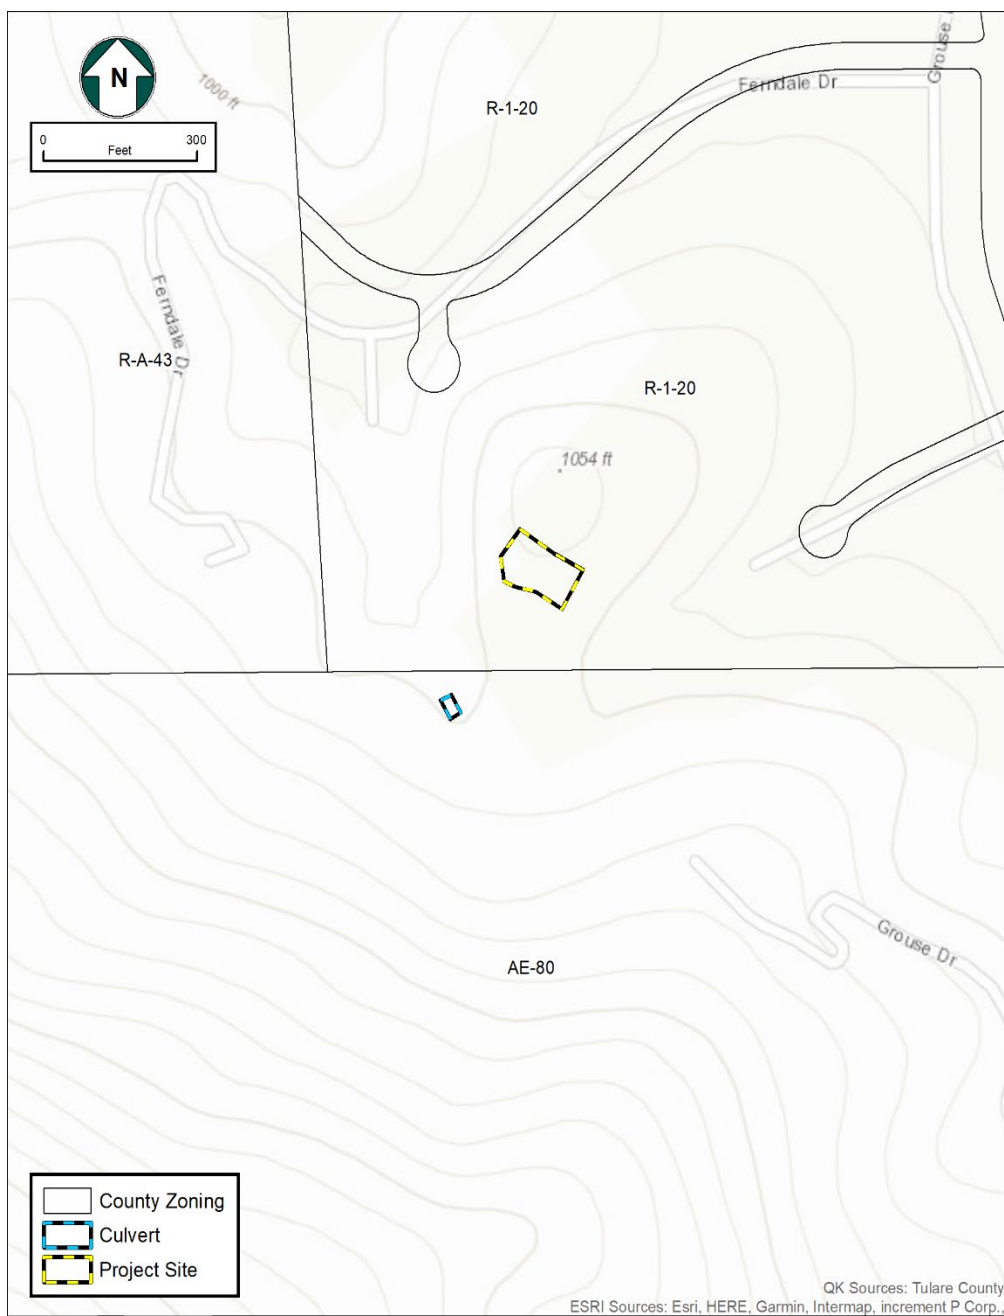 N
0 300
Feet
1000 ft
R-1-20
Ferndale Dr
Grouse
Ferndale Dr
R-A-43
R-1-20
1054 ft
AE-80
Grouse Dr
County Zoning
Culvert
Project Site
QK Sources: Tulare County
ESRI Sources: Esri, HERE, Garmin, Intermap, increment P Corp.,